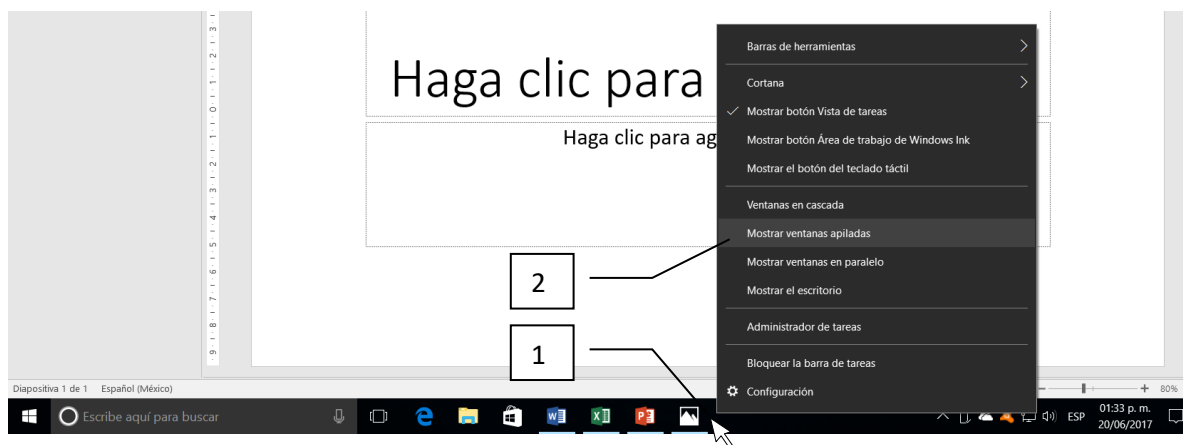 Haga clic para
Haga clic para ag
Barras de herramientas
Cortana
Mostrar botón Vista de tareas
Mostrar botón Área de trabajo de Windows Ink
Mostrar el botón del teclado táctil
Ventanas en cascada
Mostrar ventanas apiladas
Mostrar ventanas en paralelo
Mostrar el escritorio
Administrador de tareas
Bloquear la barra de tareas
Configuración
2
1
Diapositiva 1 de 1 Español (México)
80%
Escribe aquí para buscar
ESP
01:33 p. m.
20/06/2017